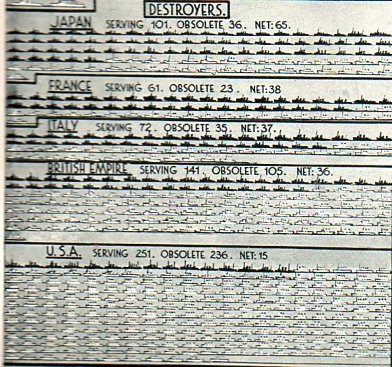 DESTROYERS.
JAPAN SERVING 101. OBSOLETE 36. NET: 65.
FRANCE SERVING 61. OBSOLETE 23. NET: 38
ITALY SERVING 72. OBSOLETE 35. NET: 37.
BRITISH EMPIRE. SERVING 141. OBSOLETE 105. NET: 36.
U.S.A. SERVING 251. OBSOLETE 236. NET: 15